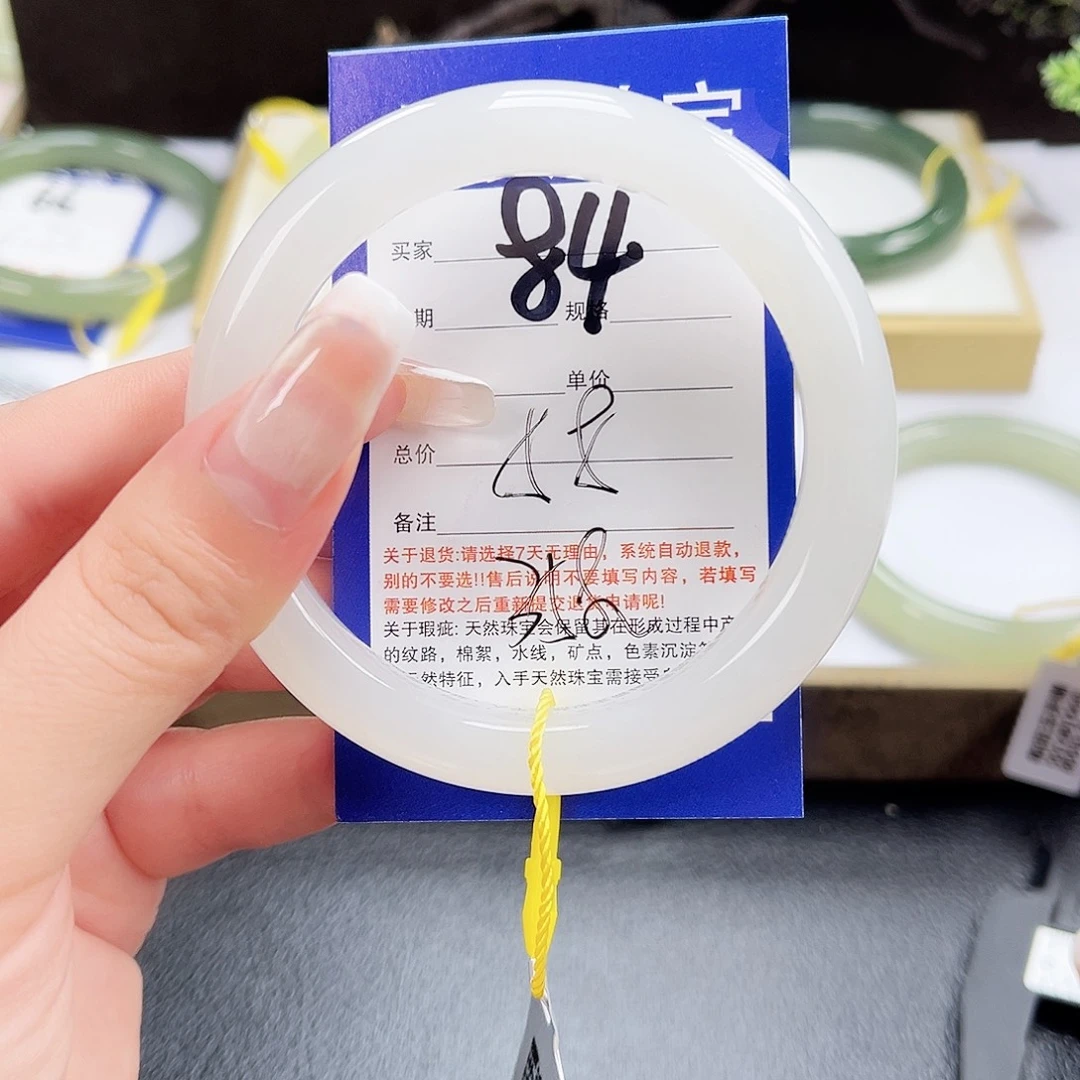 宝
84
买家
期 规格
单价
总价
备注
关于退货:请选择7天无理由，系统自动退款，
别的不要选!!售后说明不要填写内容，若填写
需要修改之后重新提交退货申请呢!
关于瑕疵: 天然珠宝会保留其在形成过程中产
的纹路，棉絮，水线，矿点，色素沉淀等
然特征，入手天然珠宝需接受